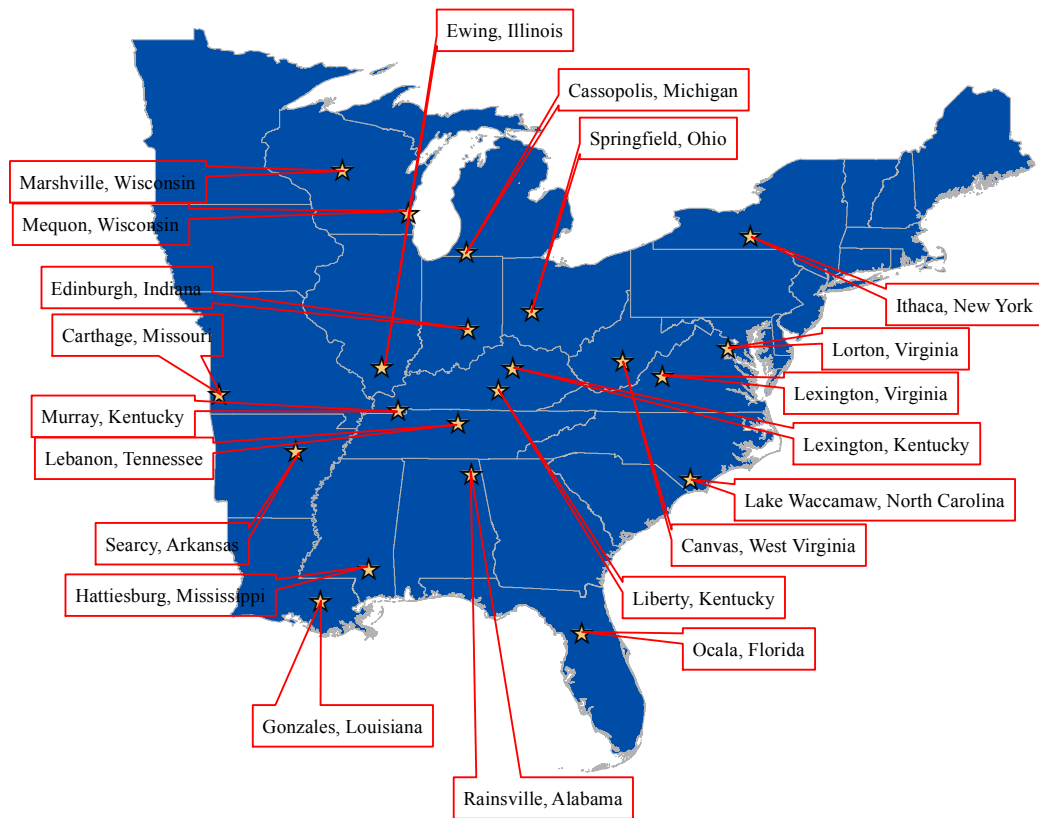 Ewing, Illinois
Cassopolis, Michigan
Springfield, Ohio
Marshville, Wisconsin
Mequon, Wisconsin
Edinburgh, Indiana
Ithaca, New York
Carthage, Missouri
Lorton, Virginia
Lexington, Virginia
Murray, Kentucky
Lexington, Kentucky
Lebanon, Tennessee
Lake Waccamaw, North Carolina
Searcy, Arkansas
Canvas, West Virginia
Hattiesburg, Mississippi
Liberty, Kentucky
Ocala, Florida
Gonzales, Louisiana
Rainsville, Alabama